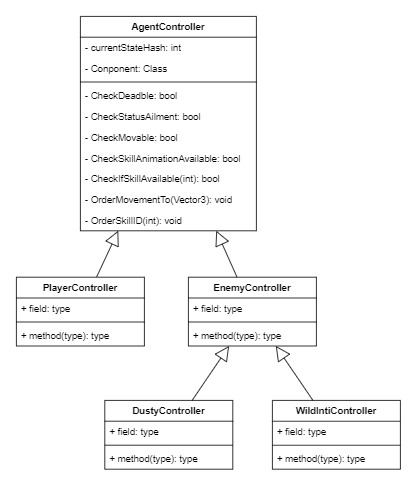 AgentController
- currentStateHash: int
- Conponent: Class
- CheckDeadble: bool
- CheckStatusAilment: bool
- CheckMovable: bool
- CheckSkillAnimationAvailable: bool
- CheckIfSkillAvailable(int): bool
- OrderMovementTo(Vector3): void
- OrderSkillID(int): void
PlayerController
+ field: type
+ method(type): type
EnemyController
+ field: type
+ method(type): type
DustyController
+ field: type
+ method(type): type
WildIntiController
+ field: type
+ method(type): type